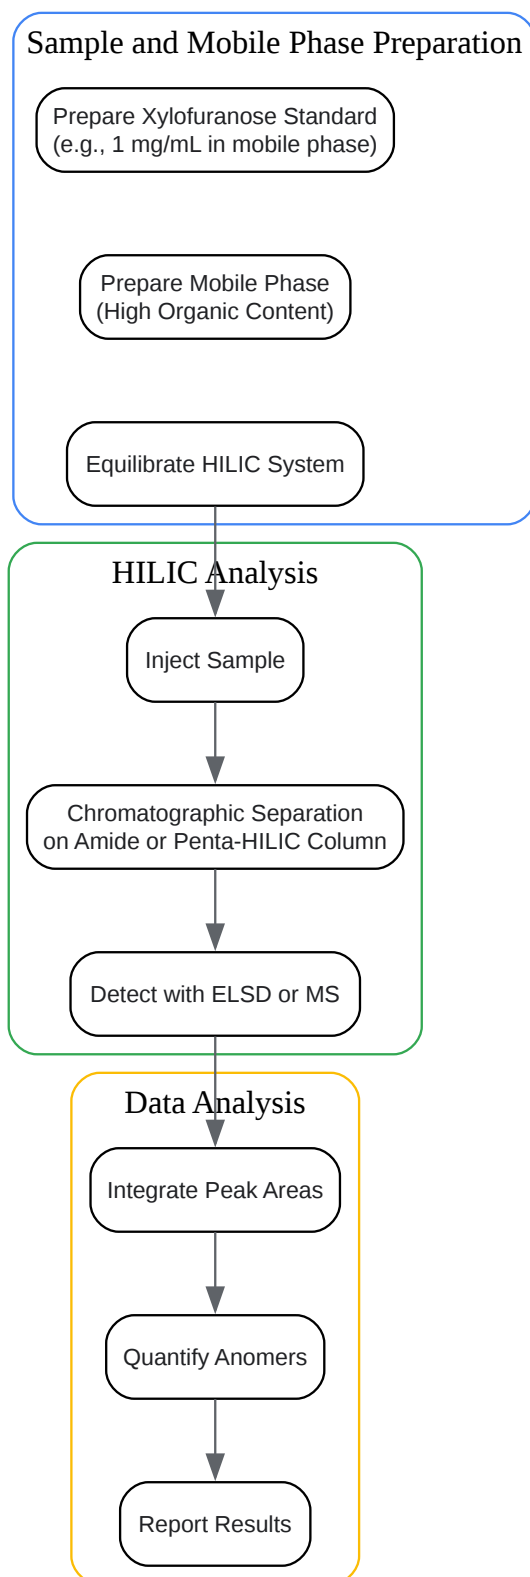 Sample and Mobile Phase Preparation
Prepare Xylofuranose Standard
(e.g., 1 mg/mL in mobile phase)
Prepare Mobile Phase
(High Organic Content)
Equilibrate HILIC System
HILIC Analysis
Inject Sample
Chromatographic Separation
on Amide or Penta-HILIC Column
Detect with ELSD or MS
Data Analysis
Integrate Peak Areas
Quantify Anomers
Report Results